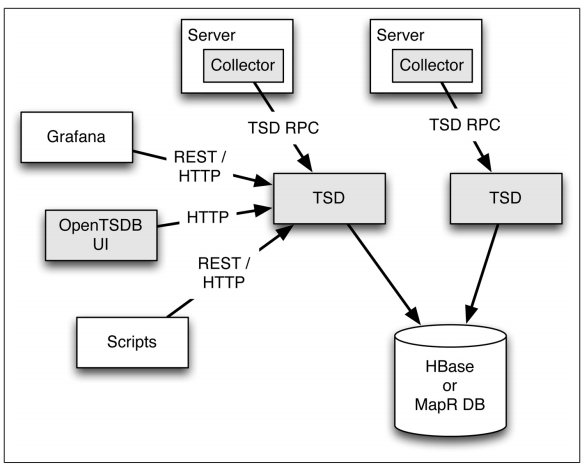 Server
Collector
Server
Collector
TSD RPC
TSD RPC
Grafana
REST /
HTTP
TSD
TSD
OpenTSDB
UI
HTTP
REST /
HTTP
Scripts
HBase
or
MapR DB